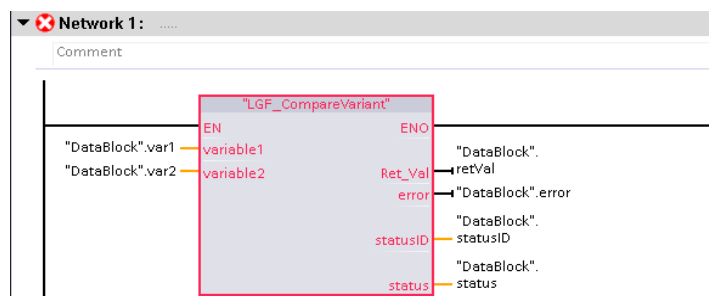 Network 1: .....
Comment
"LGF_CompareVariant"
EN ENO
"DataBlock".var1 variable1
"DataBlock".
"DataBlock".var2 variable2 Ret_Val retVal
error "DataBlock".error
"DataBlock".
statusID statusID
"DataBlock".
status status